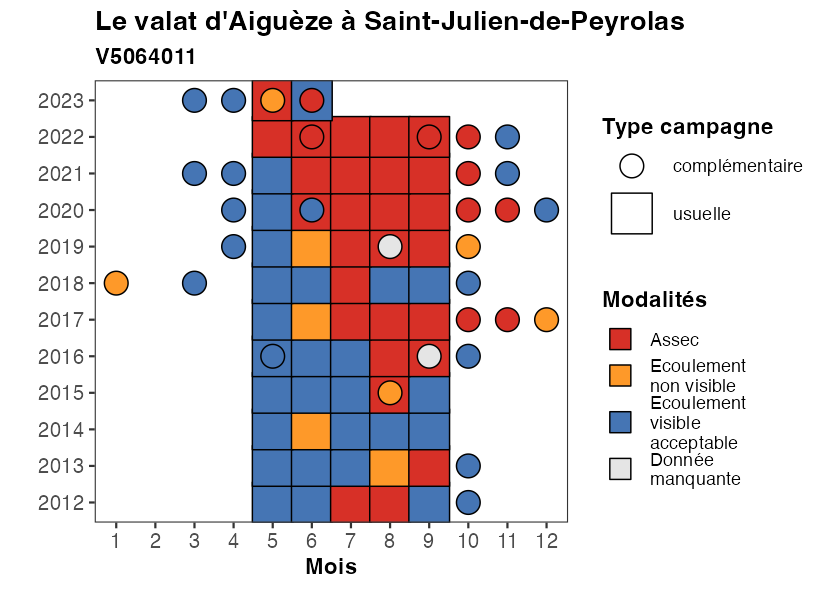 Le valat d'Aiguèze à Saint-Julien-de-Peyrolas
V5064011
2023
2022
2021
2020
2019
2018
2017
2016
2015
2014
2013
2012
1 2 3 4 5 6 7 8 9 10 11 12
Mois
Type campagne
complémentaire
usuelle
Modalités
Assec
Ecoulement
non visible
Ecoulement
visible
acceptable
Donnée
manquante